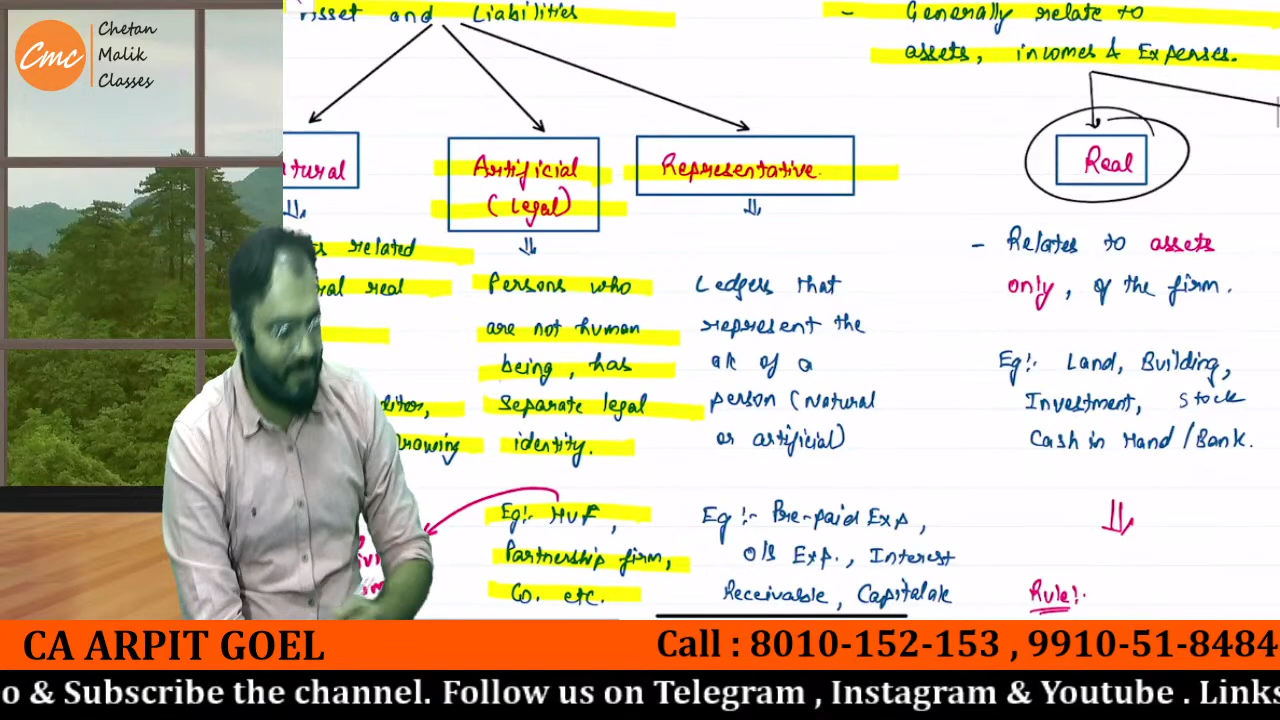 Cmc
Chetan
Malik
Classes
Asset and Liabilities
- Generally relate to
assets, incomes & Expenses.
Artificial
(Legal)
Representative.
Real
related
real
Persons who
are not human
being, has
separate legal
identity.
Eg!- HUF,
Partnership firm,
Co. etc.
Ledgers that
represent the
a/c of a
person (Natural
or artificial)
Eg!- Pre-paid Exp,
O/s Exp., Interest
Receivable, Capital a/c
- Relates to assets
only, of the firm.
Eg!- Land, Building,
Investment, Stock
Cash in Hand/Bank.
Rule!-
CA ARPIT GOEL
Call : 8010-152-153 , 9910-51-8484
o & Subscribe the channel. Follow us on Telegram , Instagram & Youtube . Links